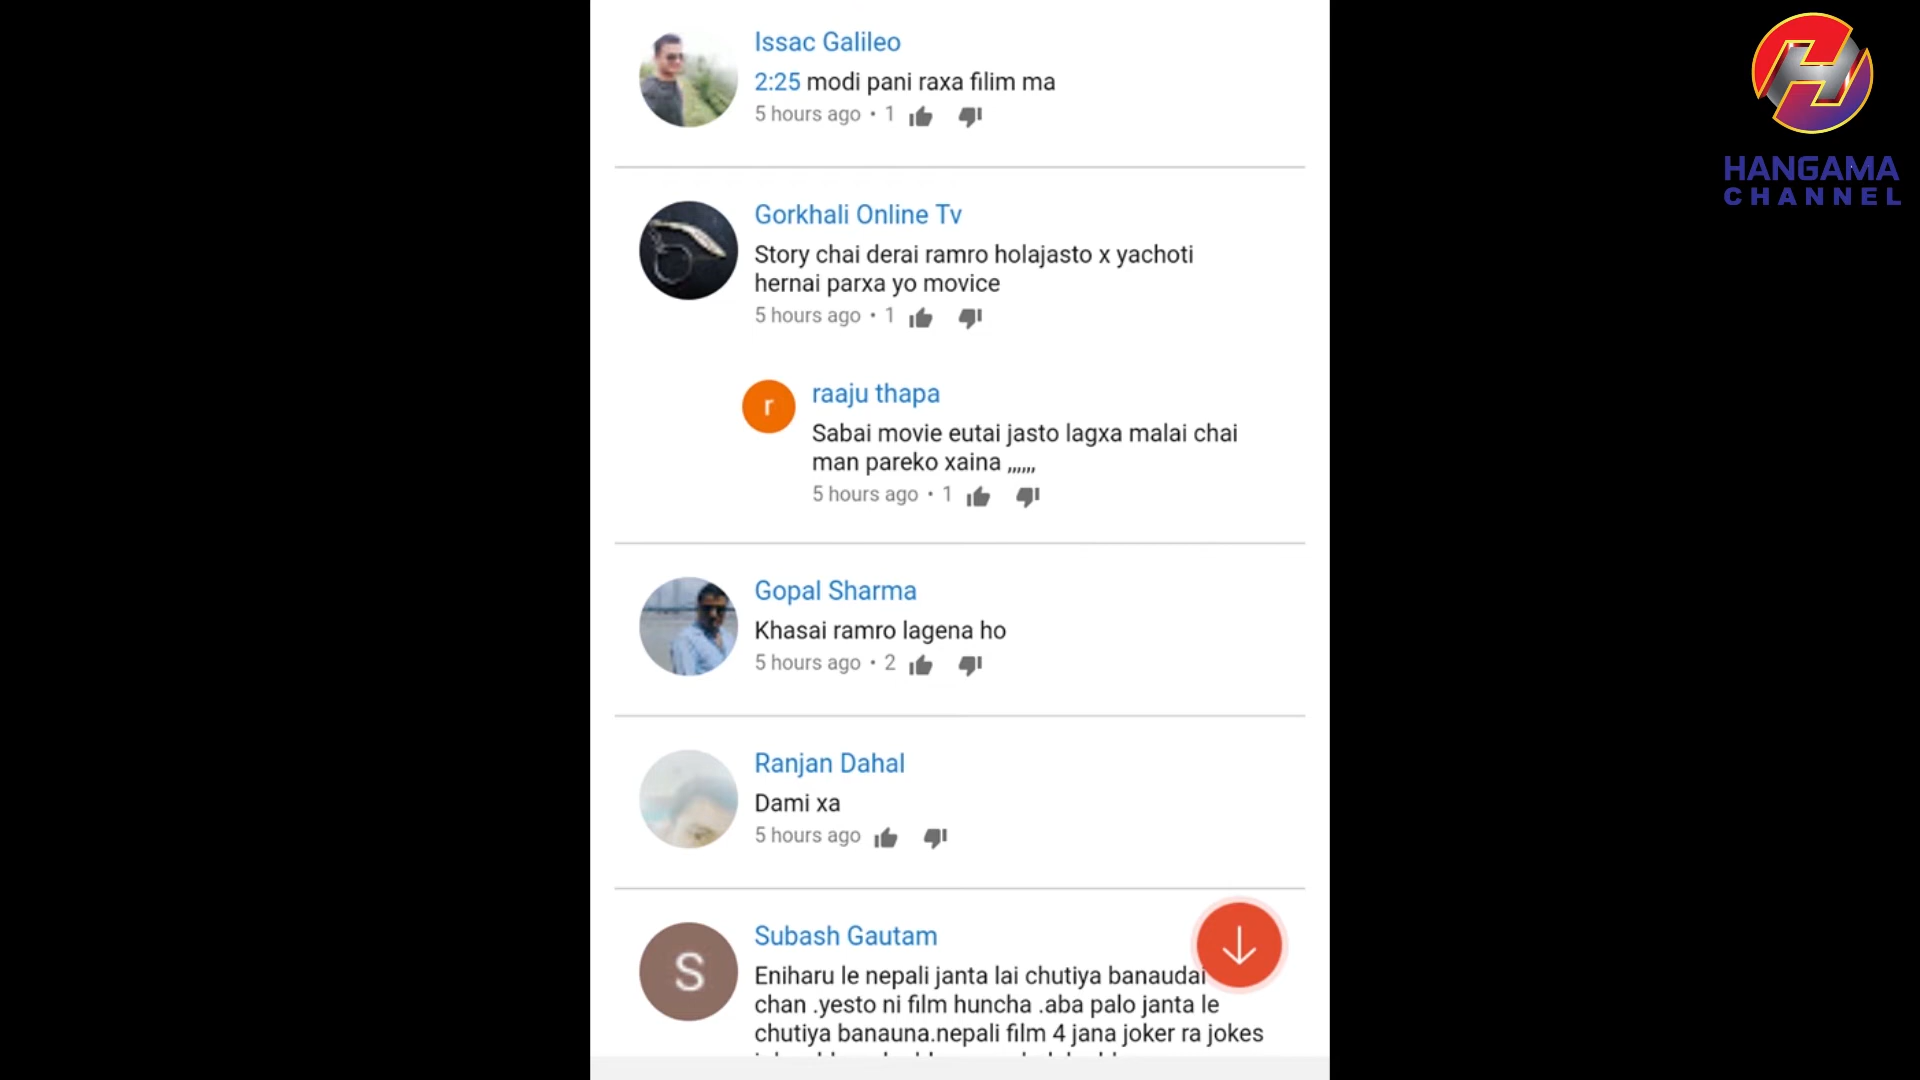 Issac Galileo
2:25 modi pani raxa filim ma
5 hours ago • 1
Gorkhali Online Tv
Story chai derai ramro holajasto x yachoti
hernai parxa yo movice
5 hours ago • 1
r
raaju thapa
Sabai movie eutai jasto lagxa malai chai
man pareko xaina ,,,,,,
5 hours ago • 1
Gopal Sharma
Khasai ramro lagena ho
5 hours ago • 2
Ranjan Dahal
Dami xa
5 hours ago
S
Subash Gautam
Eniharu le nepali janta lai chutiya banaudai
chan .yesto ni film huncha .aba palo janta le
chutiya banauna.nepali film 4 jana joker ra jokes
H
HANGAMA
CHANNEL